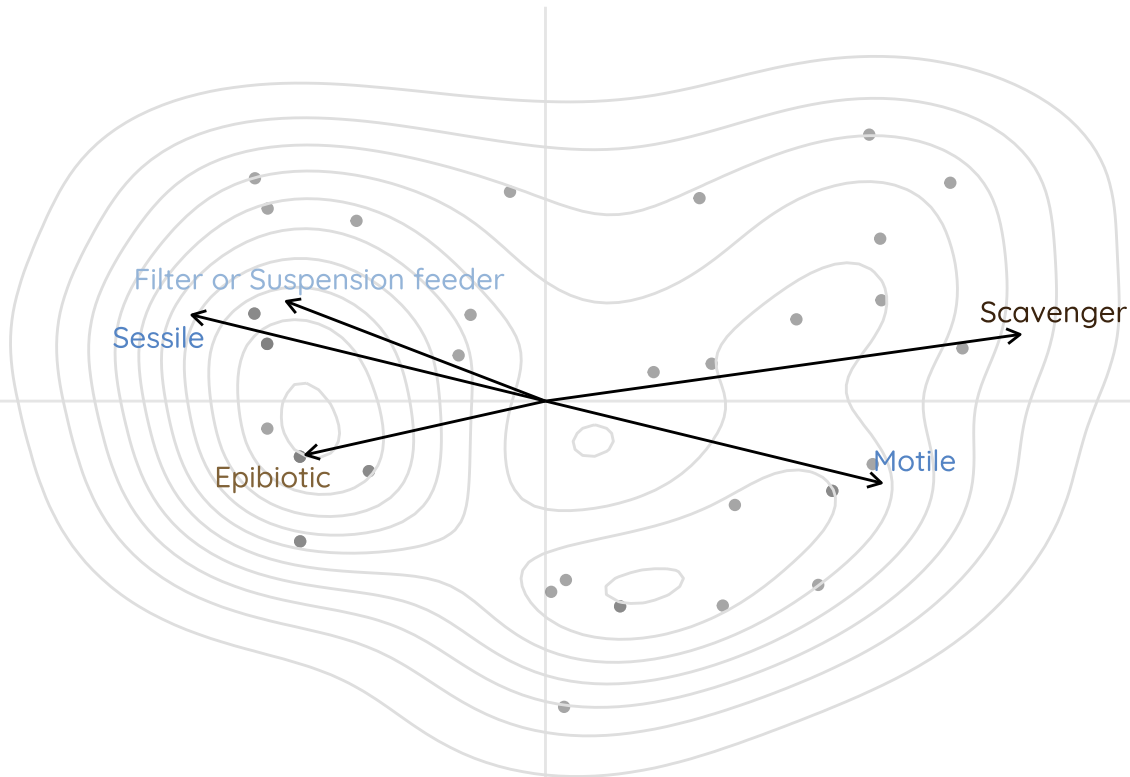 Filter or Suspension feeder
Scavenger
Sessile
Motile
Epibiotic